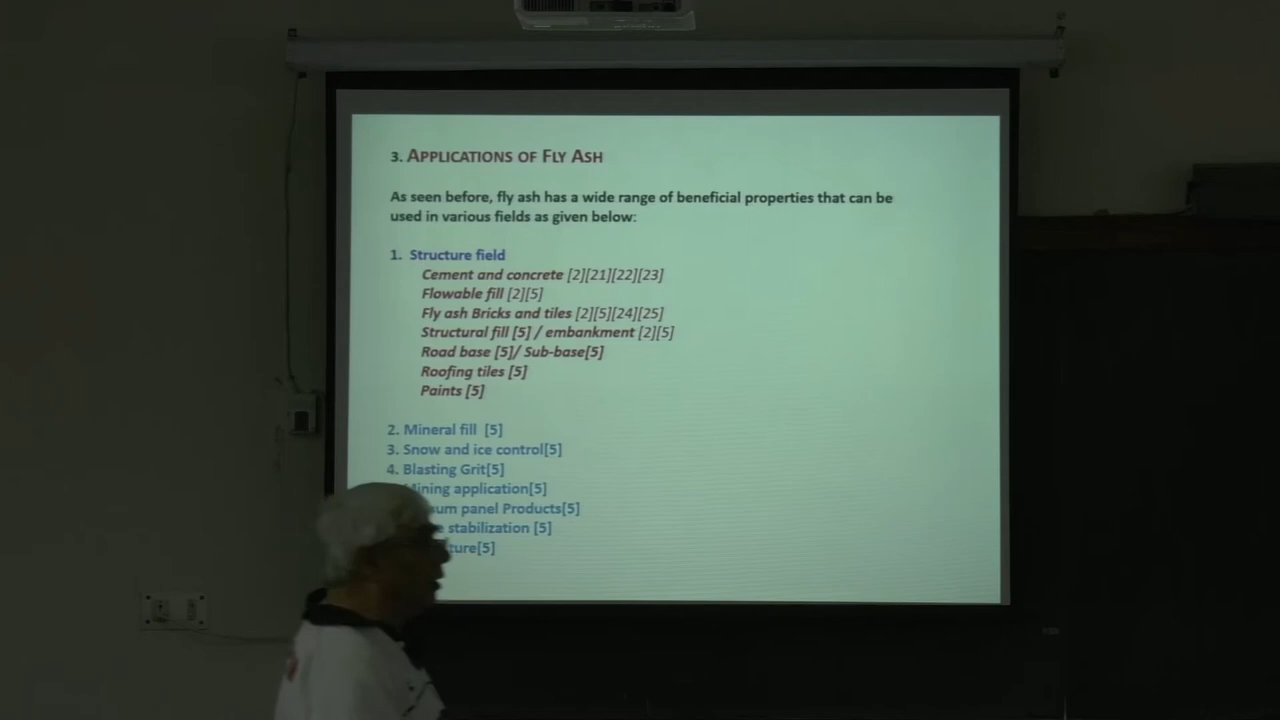 3. APPLICATIONS OF FLY ASH
As seen before, fly ash has a wide range of beneficial properties that can be
used in various fields as given below:
1. Structure field
Cement and concrete [2][21][22][23]
Flowable fill [2][5]
Fly ash Bricks and tiles [2][5][24][25]
Structural fill [5] / embankment [2][5]
Road base [5]/ Sub-base[5]
Roofing tiles [5]
Paints [5]
2. Mineral fill [5]
3. Snow and ice control[5]
4. Blasting Grit[5]
Mining application[5]
panel Products[5]
stabilization [5]